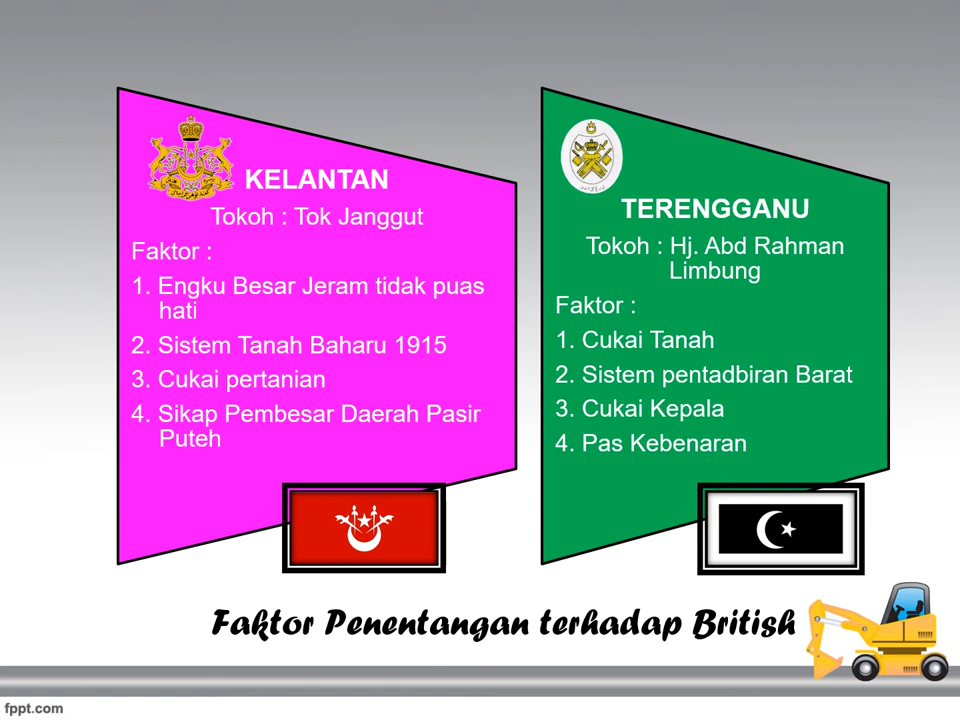 KELANTAN
Tokoh : Tok Janggut
Faktor :
1. Engku Besar Jeram tidak puas
hati
2. Sistem Tanah Baharu 1915
3. Cukai pertanian
4. Sikap Pembesar Daerah Pasir
Puteh
TERENGGANU
Tokoh : Hj. Abd Rahman
Limbung
Faktor :
1. Cukai Tanah
2. Sistem pentadbiran Barat
3. Cukai Kepala
4. Pas Kebenaran
Faktor Penentangan terhadap British
fppt.com